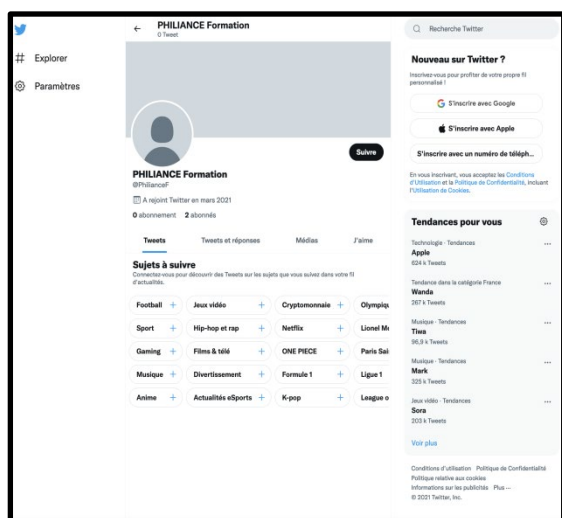 PHILIANCE Formation
0 Tweet
Explorer
Paramètres
Suivre
PHILIANCE Formation
@PhilianceF
A rejoint Twitter en mars 2021
0 abonnement 2 abonnés
Tweets Tweets et réponses Médias J'aime
Sujets à suivre
Connectez-vous pour découvrir des Tweets sur les sujets que vous suivez dans votre fil
d'actualités.
Football + Jeux vidéo + Cryptomonnaie + Olympiq
Sport + Hip-hop et rap + Netflix + Lionel Me
Gaming + Films & télé + ONE PIECE + Paris Sai
Musique + Divertissement + Formule 1 + Ligue 1
Anime + Actualités eSports + K-pop + League o
Recherche Twitter
Nouveau sur Twitter ?
Inscrivez-vous pour profiter de votre propre fil
personnalisé !
S'inscrire avec Google
S'inscrire avec Apple
S'inscrire avec un numéro de téléph...
En vous inscrivant, vous acceptez les Conditions
d'Utilisation et la Politique de Confidentialité, incluant
l'Utilisation de Cookies.
Tendances pour vous
Technologie · Tendances
Apple
624 k Tweets
Tendance dans la catégorie France
Wanda
267 k Tweets
Musique · Tendances
Tiwa
96,9 k Tweets
Musique · Tendances
Mark
325 k Tweets
Jeux vidéo · Tendances
Sora
203 k Tweets
Voir plus
Conditions d'utilisation Politique de Confidentialité
Politique relative aux cookies
Informations sur les publicités Plus ···
© 2021 Twitter, Inc.